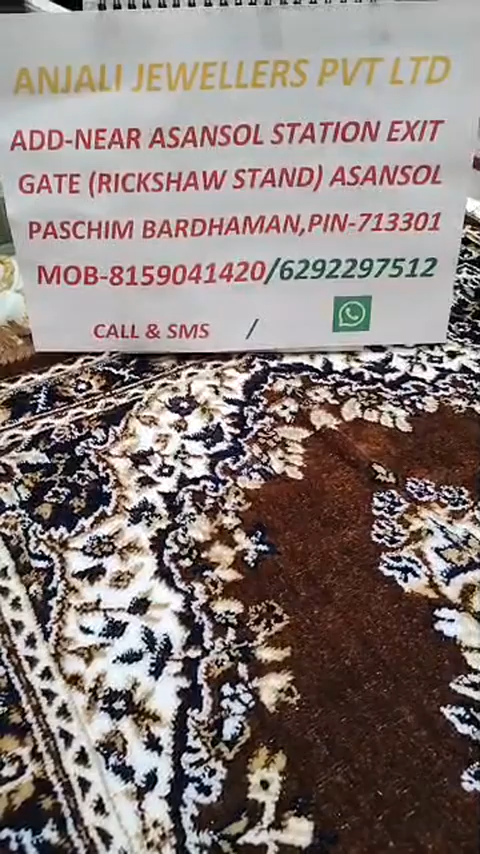 ANJALI JEWELLERS PVT LTD
ADD-NEAR ASANSOL STATION EXIT
GATE (RICKSHAW STAND) ASANSOL
PASCHIM BARDHAMAN,PIN-713301
MOB-8159041420/6292297512
CALL & SMS /